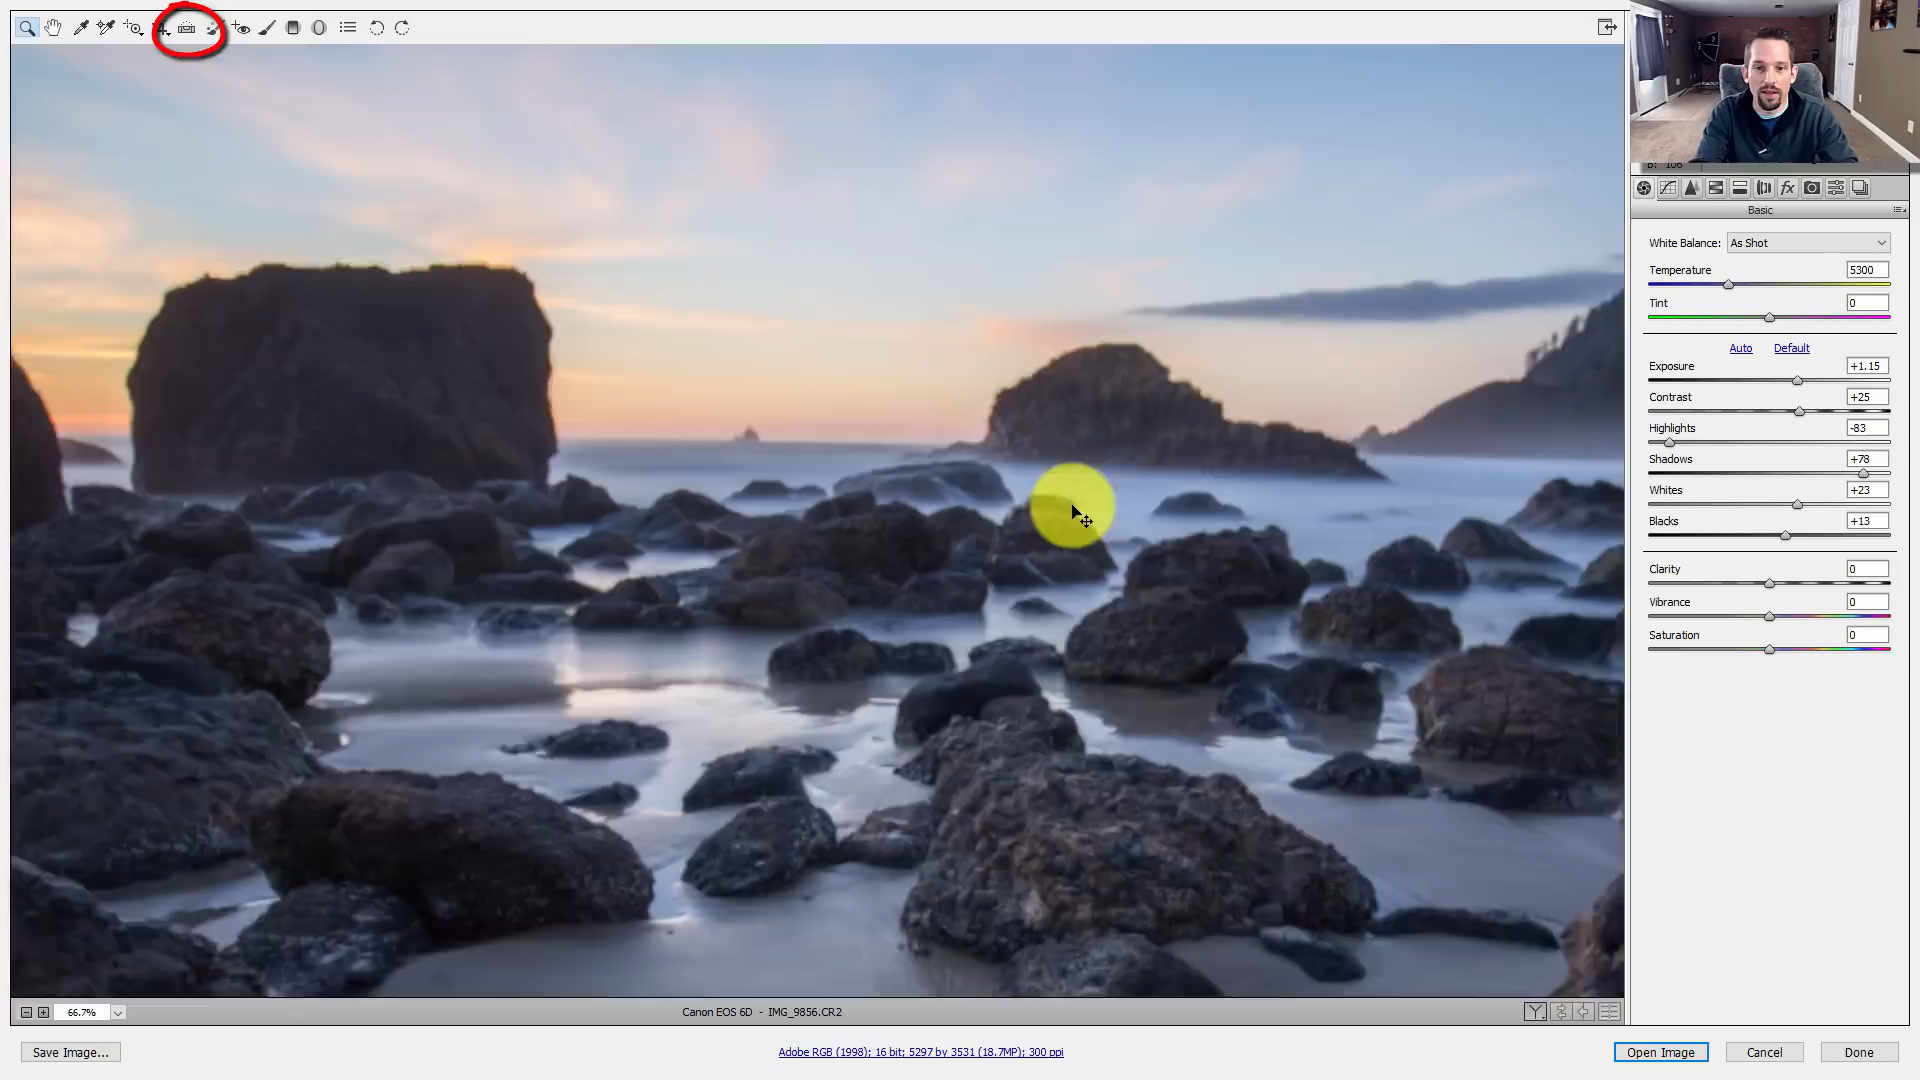 Basic
White Balance: As Shot
Temperature 5300
Tint 0
Auto Default
Exposure +1.15
Contrast +25
Highlights -83
Shadows +78
Whites +23
Blacks +13
Clarity 0
Vibrance 0
Saturation 0
66.7%
Canon EOS 6D - IMG_9856.CR2
Save Image...
Adobe RGB (1998); 16 bit; 5297 by 3531 (18.7MP); 300 ppi
Open Image
Cancel
Done